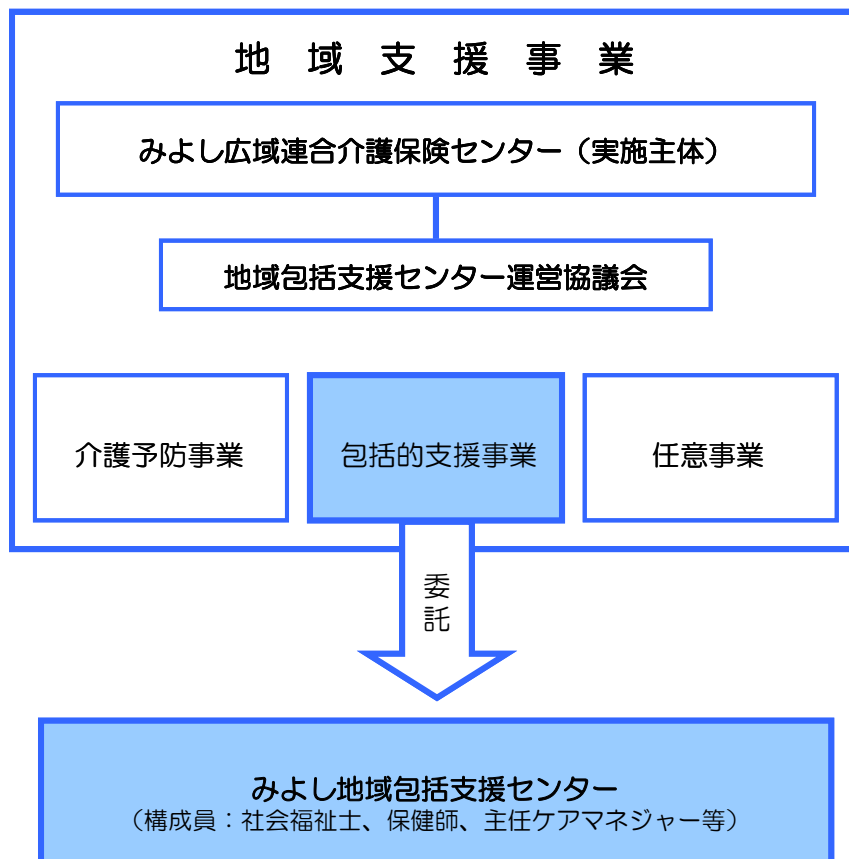 地域支援事業
みよし広域連合介護保険センター（実施主体）
地域包括支援センター運営協議会
介護予防事業
包括的支援事業
任意事業
委託
みよし地域包括支援センター
（構成員：社会福祉士、保健師、主任ケアマネジャー等）